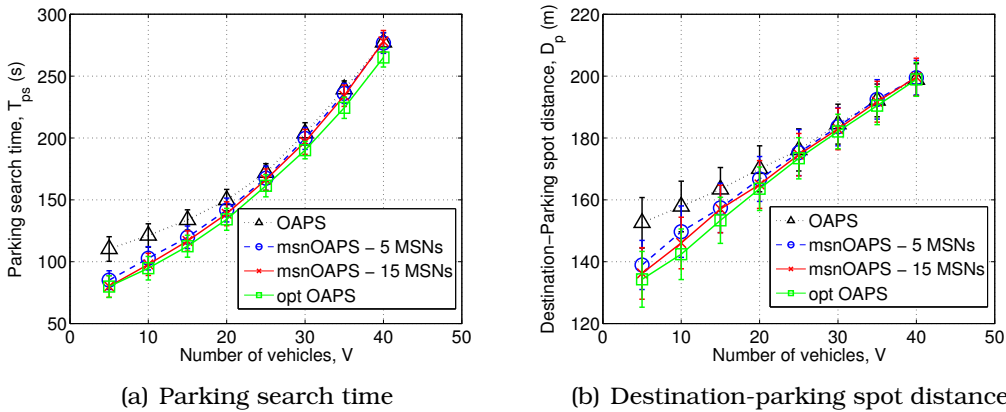 300
250
200
150
100
50
0 10 20 30 40 50
Parking search time, T_ps (s)
Number of vehicles, V
OAPS
msnOAPS − 5 MSNs
msnOAPS − 15 MSNs
opt OAPS
(a) Parking search time
220
200
180
160
140
120
0 10 20 30 40 50
Destination−Parking spot distance, D_p (m)
Number of vehicles, V
OAPS
msnOAPS − 5 MSNs
msnOAPS − 15 MSNs
opt OAPS
(b) Destination-parking spot distance